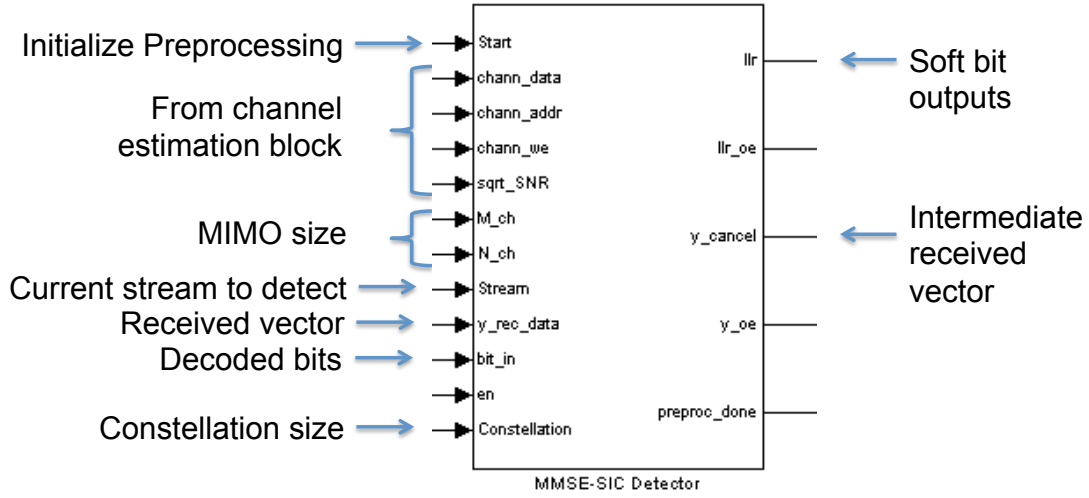 Initialize Preprocessing
From channel
estimation block
MIMO size
Current stream to detect
Received vector
Decoded bits
Constellation size
Start
chann_data
chann_addr
chann_we
sqrt_SNR
M_ch
N_ch
Stream
y_rec_data
bit_in
en
Constellation
llr
llr_oe
y_cancel
y_oe
preproc_done
MMSE-SIC Detector
Soft bit
outputs
Intermediate
received
vector